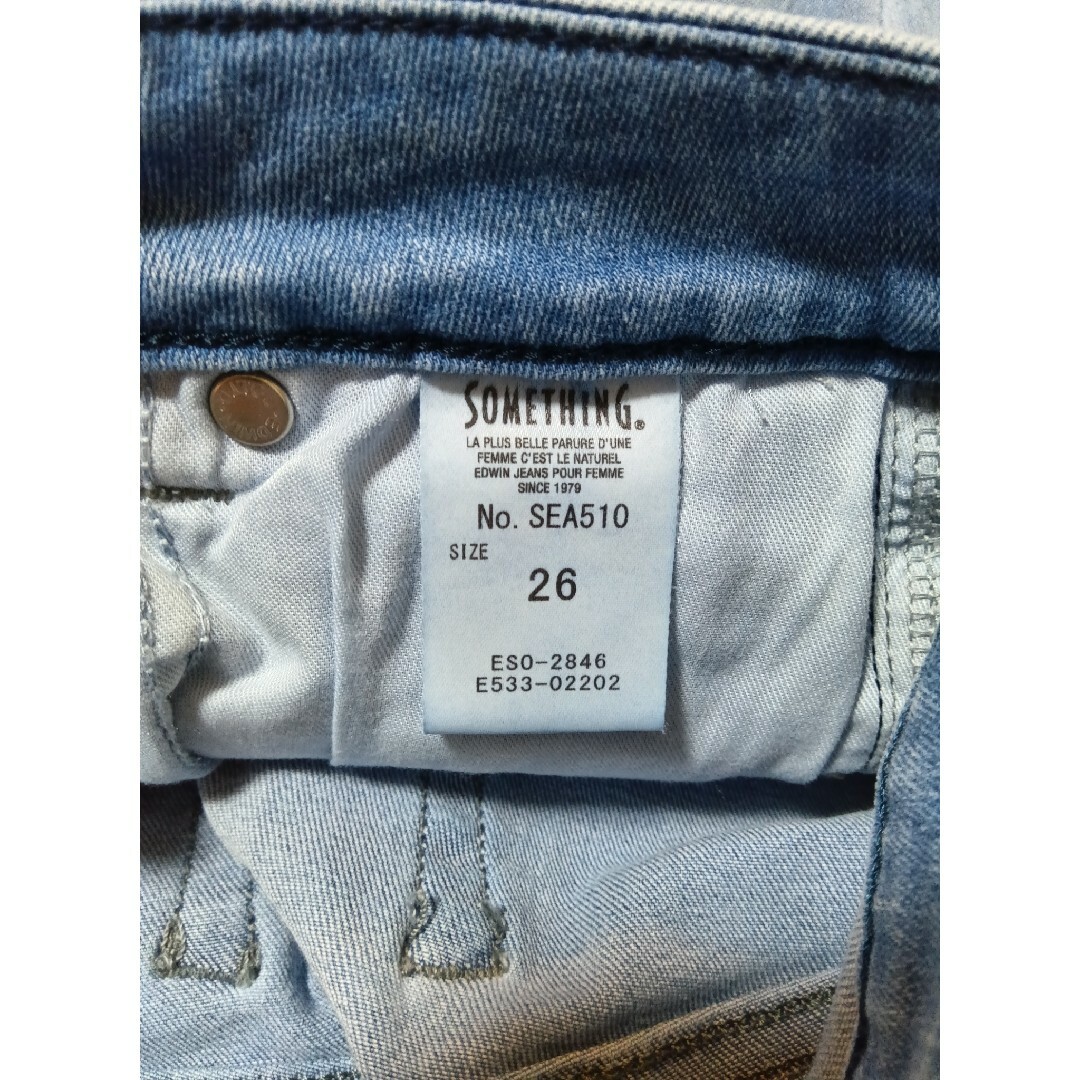 SOMETHING®
LA PLUS BELLE PARURE D'UNE
FEMME C'EST LE NATUREL
EDWIN JEANS POUR FEMME
SINCE 1979
No. SEA510
SIZE
26
ESO-2846
E533-02202